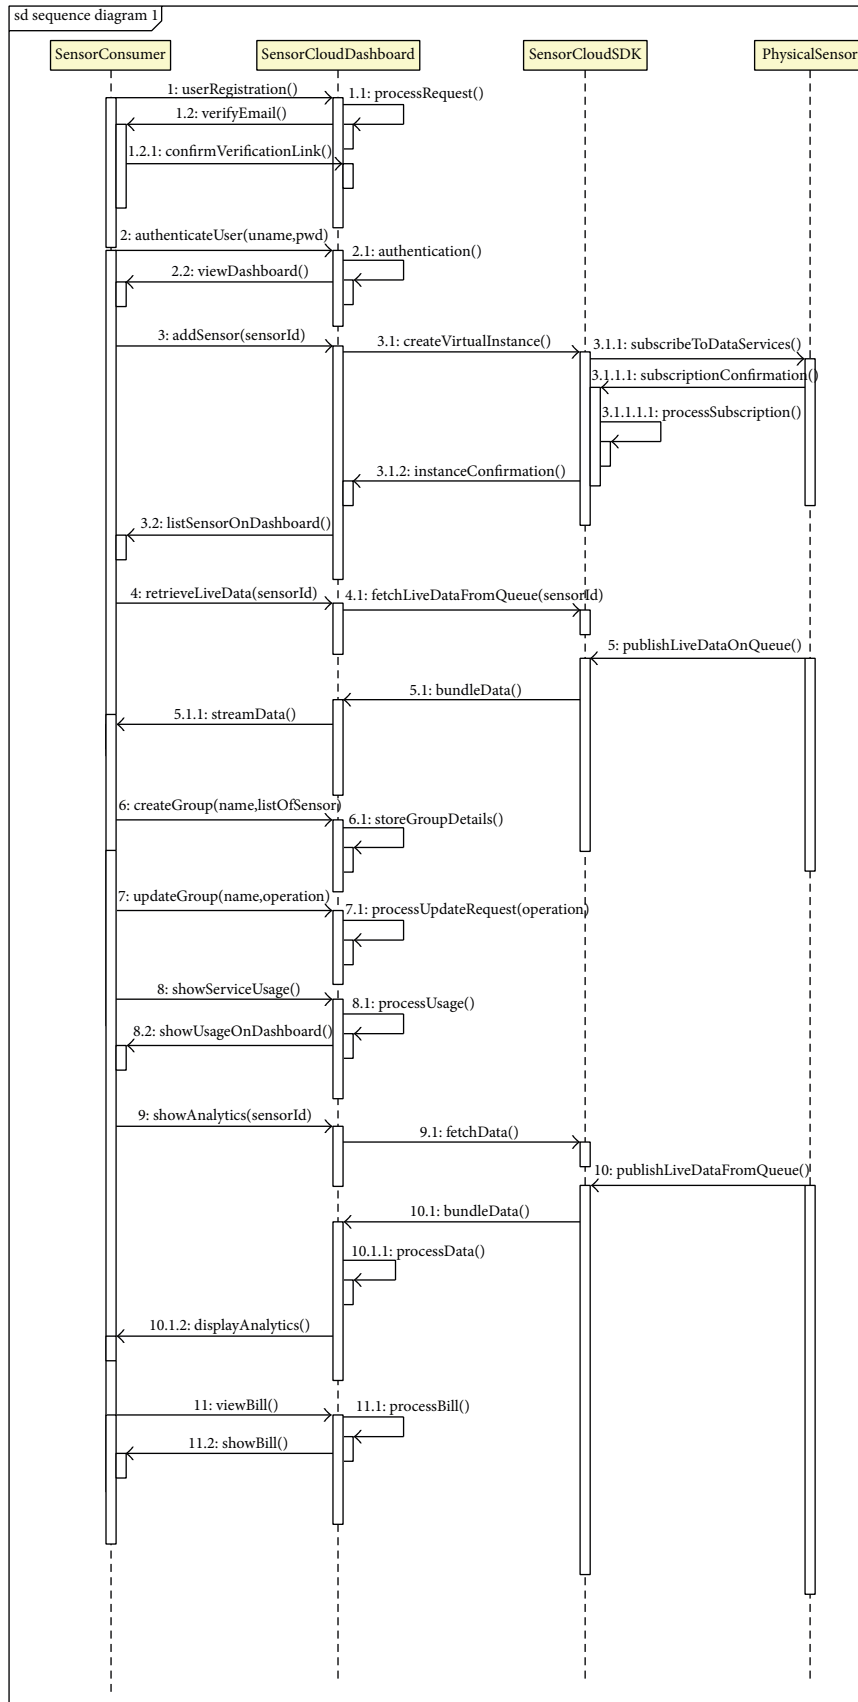 sd sequence diagram 1
SensorConsumer
SensorCloudDashboard
SensorCloudSDK
PhysicalSensor
1: userRegistration()
1.1: processRequest()
1.2: verifyEmail()
1.2.1: confirmVerificationLink()
2: authenticateUser(uname,pwd)
2.1: authentication()
2.2: viewDashboard()
3: addSensor(sensorId)
3.1: createVirtualInstance()
3.1.1: subscribeToDataServices()
3.1.1.1: subscriptionConfirmation()
3.1.1.1.1: processSubscription()
3.1.2: instanceConfirmation()
3.2: listSensorOnDashboard()
4: retrieveLiveData(sensorId)
4.1: fetchLiveDataFromQueue(sensorId)
5: publishLiveDataOnQueue()
5.1: bundleData()
5.1.1: streamData()
6: createGroup(name,listOfSensor)
6.1: storeGroupDetails()
7: updateGroup(name,operation)
7.1: processUpdateRequest(operation)
8: showServiceUsage()
8.1: processUsage()
8.2: showUsageOnDashboard()
9: showAnalytics(sensorId)
9.1: fetchData()
10: publishLiveDataFromQueue()
10.1: bundleData()
10.1.1: processData()
10.1.2: displayAnalytics()
11: viewBill()
11.1: processBill()
11.2: showBill()